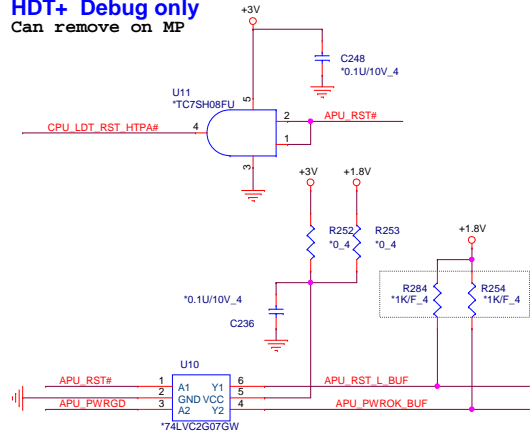 HDT+ Debug only
Can remove on MP
+3V
C248
*0.1U/10V_4
U11
*TC7SH08FU
5
CPU_LDT_RST_HTPA#
4
2
APU_RST#
1
3
+3V
+1.8V
R252
*0_4
R253
*0_4
+1.8V
R284
*1K/F_4
R254
*1K/F_4
*0.1U/10V_4
C236
U10
APU_RST#
1
A1
Y1
6
APU_RST_L_BUF
2
GND
VCC
5
APU_PWRGD
3
A2
Y2
4
APU_PWROK_BUF
*74LVC2G07GW